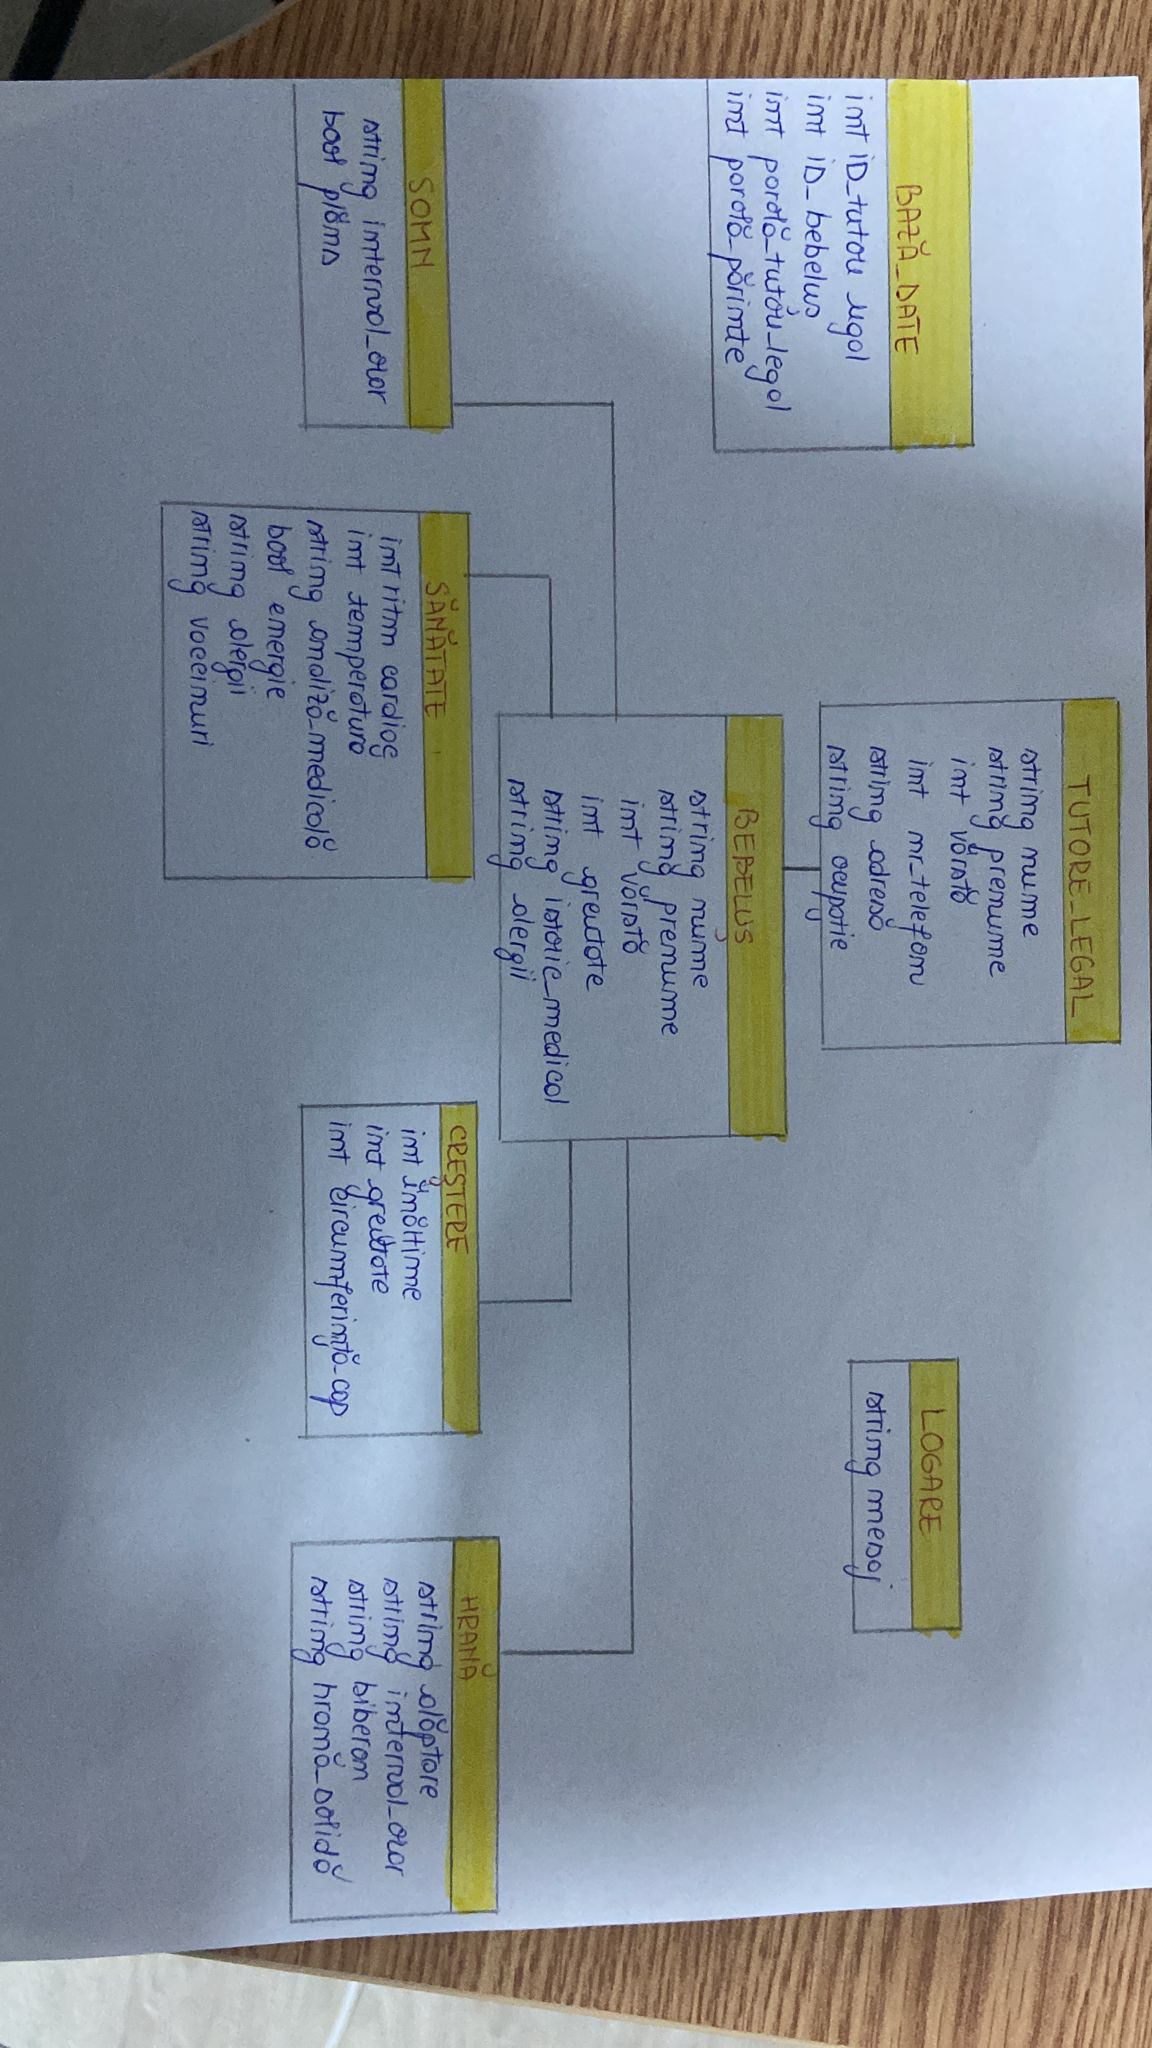 TUTORE_LEGAL
string nume
string prenume
int vârstă
int nr_telefon
string adresă
string ocupație
BAZĂ_DATE
int ID_tutore legal
int iD_bebeluș
int parolă_tutore_legal
int parolă_părinte
LOGARE
string mesaj
BEBELUȘ
string nume
string prenume
int vârstă
int greutate
string istoric_medical
string alergii
SOMN
string interval_orar
bool plâns
SĂNĂTATE
int ritm cardiac
int temperatură
string analiză_medicală
bool energie
string alergii
string vaccinuri
CREȘTERE
int înălțime
int greutate
int circumferință_cap
HRANĂ
string alăptare
string interval_orar
string biberon
string hrană_solidă